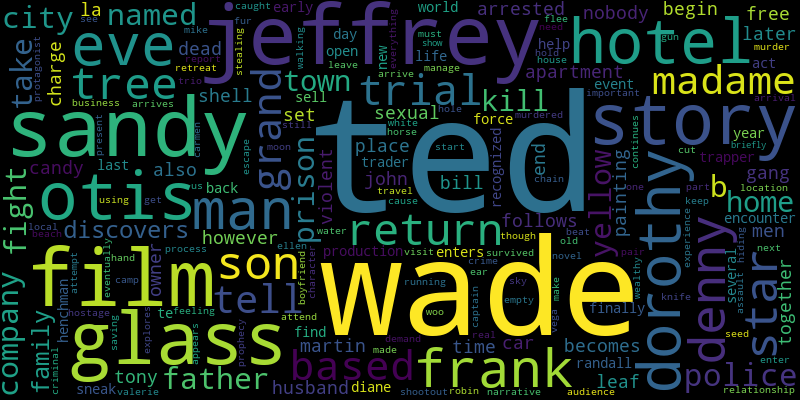 city la named
eve jeffrey hotel
take tree
charge town trial kill
sandy grand story
otis man ted
fight candy discovers prison
film son return
tell wade
glass frank
company family father based
begin nobody free
arrested world later
apartment help dead open life
day new event act
madame
shell sell set sexual
force place trader john bill
violent end year
recognized yellow painting
dorothy b home
trapper gang encounter
denny star men
together police
last also back
however follows
owner production enters
henchman te find
martin time car becomes
finally several
tony sneak husband diane
randall leaf
early fur see mike
caught stealing walking
protagonist retreat report
business arrives arrive
leave manage
must show everything
need flee gun hold house
murder important arrival
briefly cut
carmen still escape
present moon us
using get
white horse murdered
hole start chain
continues one part
location keep pair
local beach
travel cause beat
water though old
visit survived novel
ellen boyfriend character
process hand eventually
attempt camp feeling
hostage explores appears
saving prophecy
criminal valerie attend
crime ear captain
running sky empty
woo vega make
demand made real
shootout robin narrative
audience wealthy knife
experience assault hiding
next seed enter
relationship trio